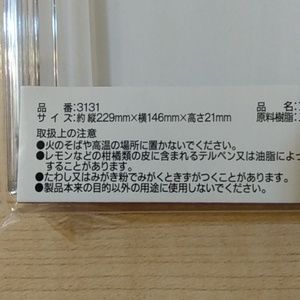 品　番:3131
品　名:
サイズ:約 縦229mm×横146mm×高さ21mm
原料樹脂:
取扱上の注意
●火のそばや高温の場所に置かないでください。
●レモンなどの柑橘類の皮に含まれるテルペン又は油脂によっ
することがあります。
●たわし又はみがき粉でみがくときずがつくことがあります。
●製品本来の目的以外の用途に使用しないでください。